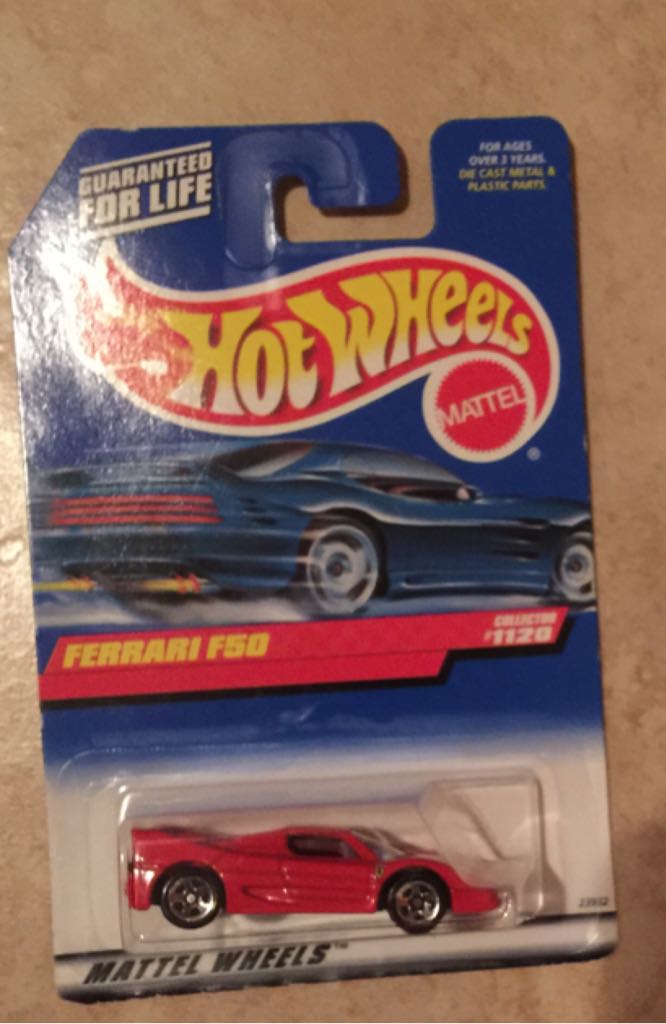 GUARANTEED
FOR LIFE
FOR AGES
OVER 3 YEARS.
DIE CAST METAL &
PLASTIC PARTS.
HOT WHEELS
MATTEL
®
FERRARI F50
COLLECTOR
#1120
23932
MATTEL WHEELS™